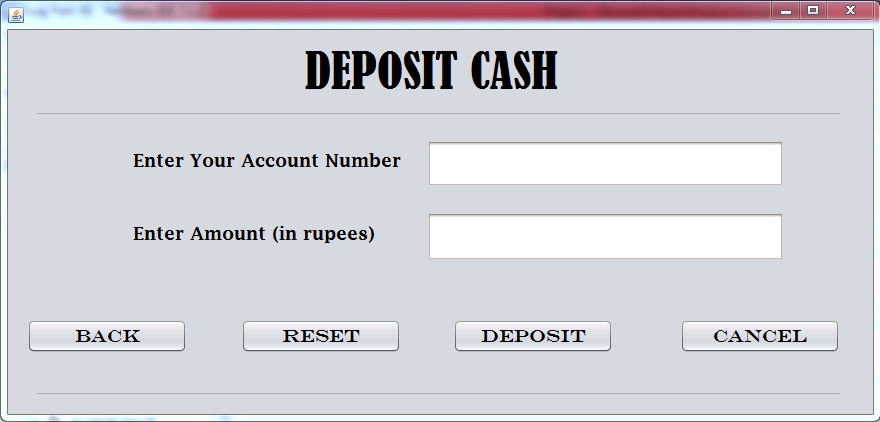 DEPOSIT CASH
Enter Your Account Number
Enter Amount (in rupees)
BACK RESET DEPOSIT CANCEL